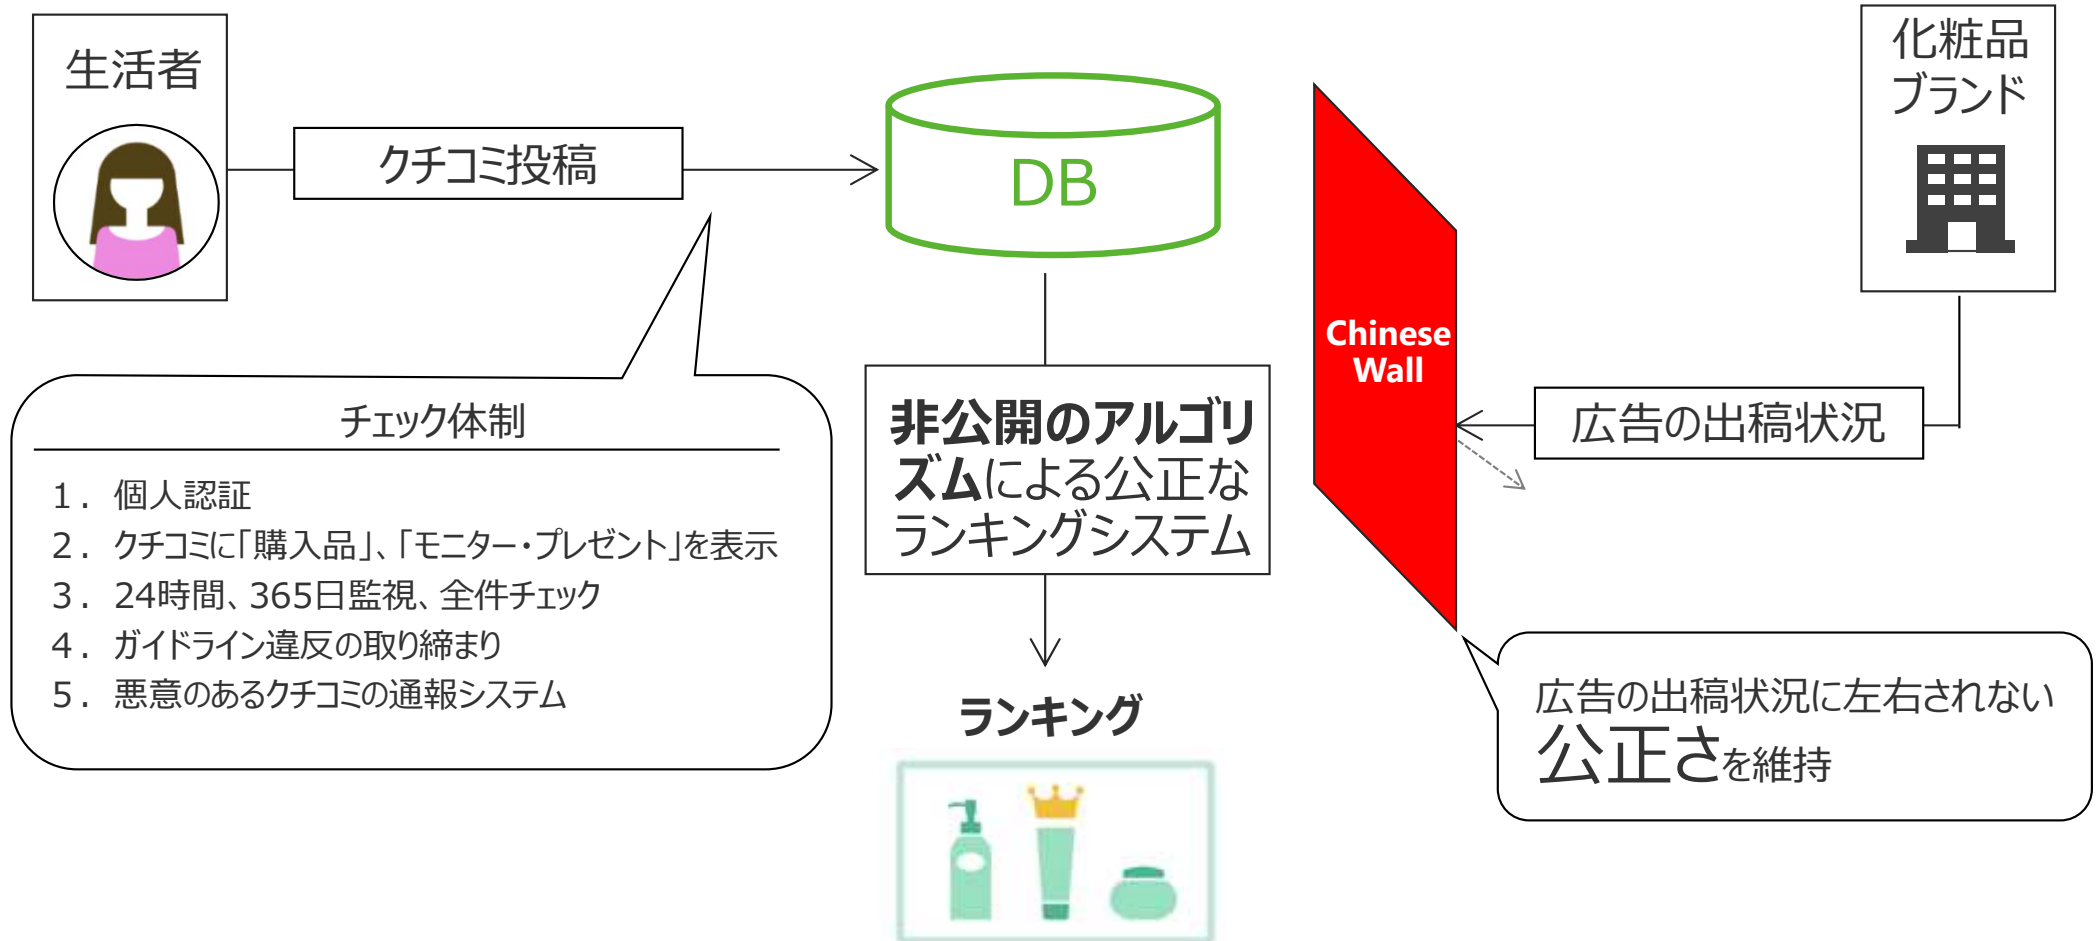 生活者
クチコミ投稿
DB
化粧品
ブランド
Chinese
Wall
広告の出稿状況
チェック体制
1. 個人認証
2. クチコミに「購入品」、「モニター・プレゼント」を表示
3. 24時間、365日監視、全件チェック
4. ガイドライン違反の取り締まり
5. 悪意のあるクチコミの通報システム
非公開のアルゴリ
ズムによる公正な
ランキングシステム
ランキング
広告の出稿状況に左右されない
公正さを維持